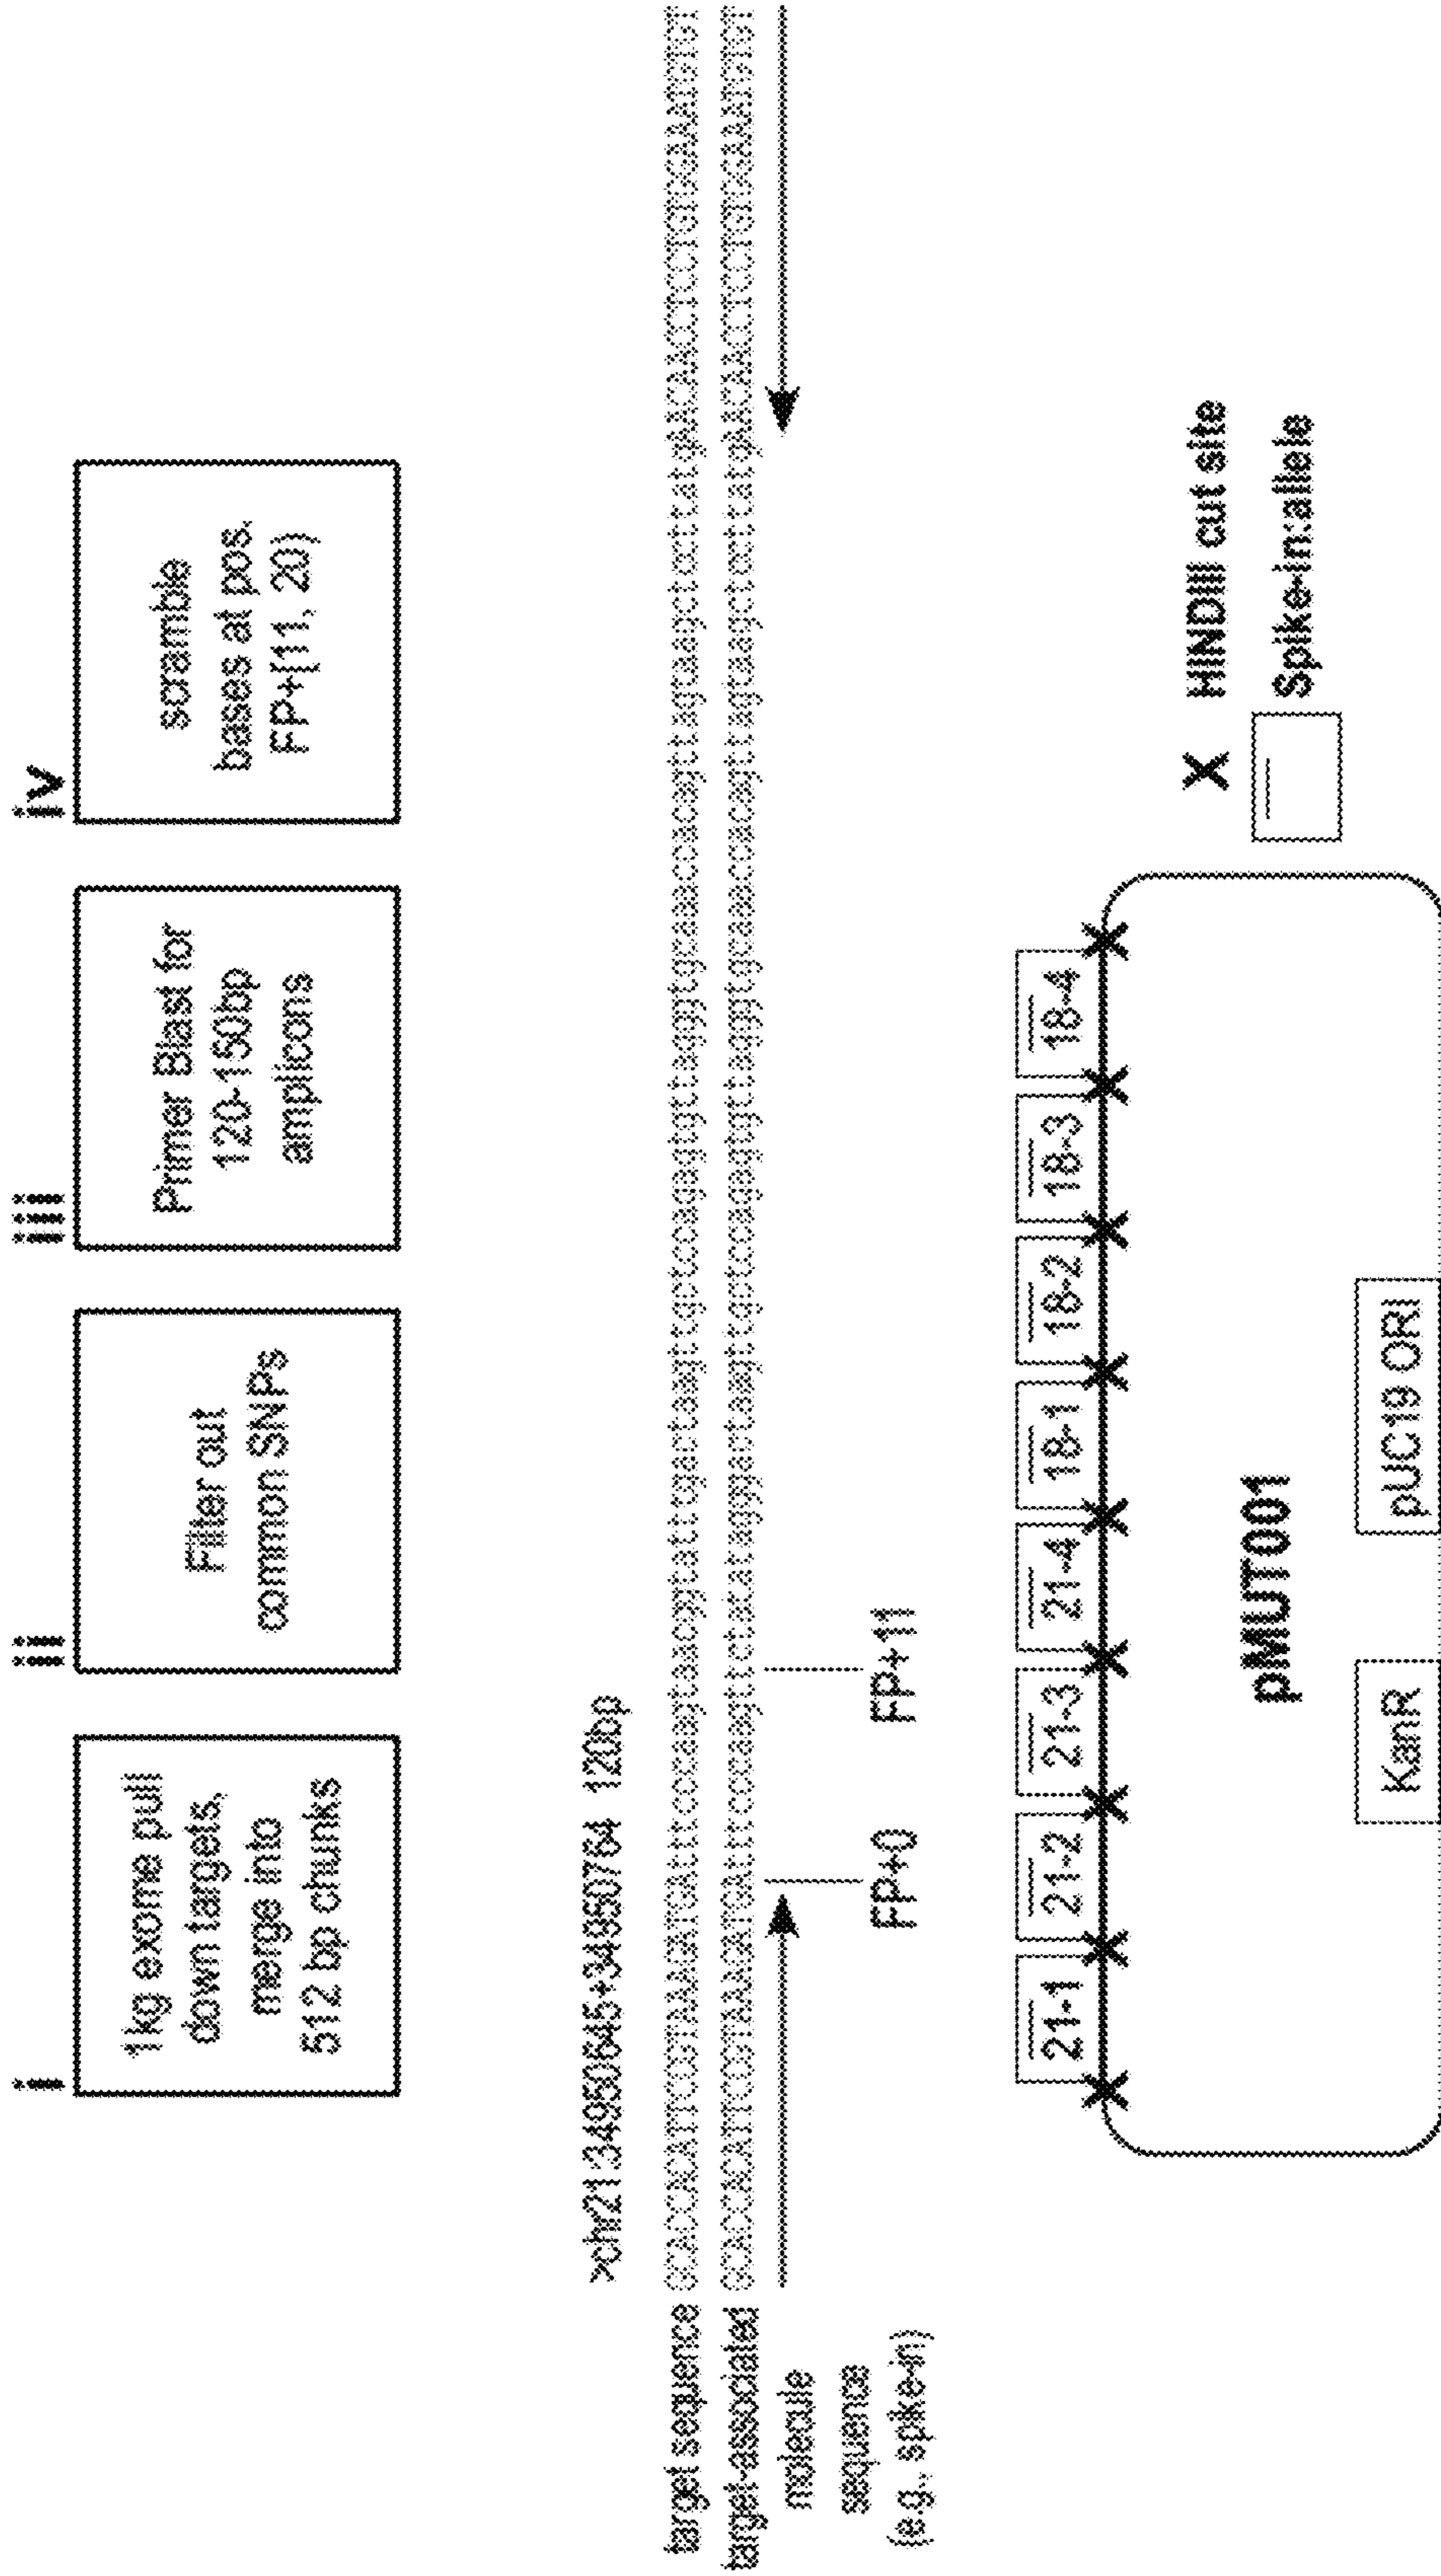 i
1kg exome pull
down targets,
merge into
512 bp chunks
ii
Filter out
common SNPs
iii
Primer Blast for
120-150bp
amplicons
iv
scramble
bases at pos.
FP+[11, 20)
>chr21:34950645+34950764 120bp
target sequence
target-associated
molecule
sequence
(e.g., spike-in)
FP+0
FP+11
21-1
21-2
21-3
21-4
18-1
18-2
18-3
18-4
X HINDIII cut site
Spike-in allele
pMUT001
KanR
pUC19 ORI